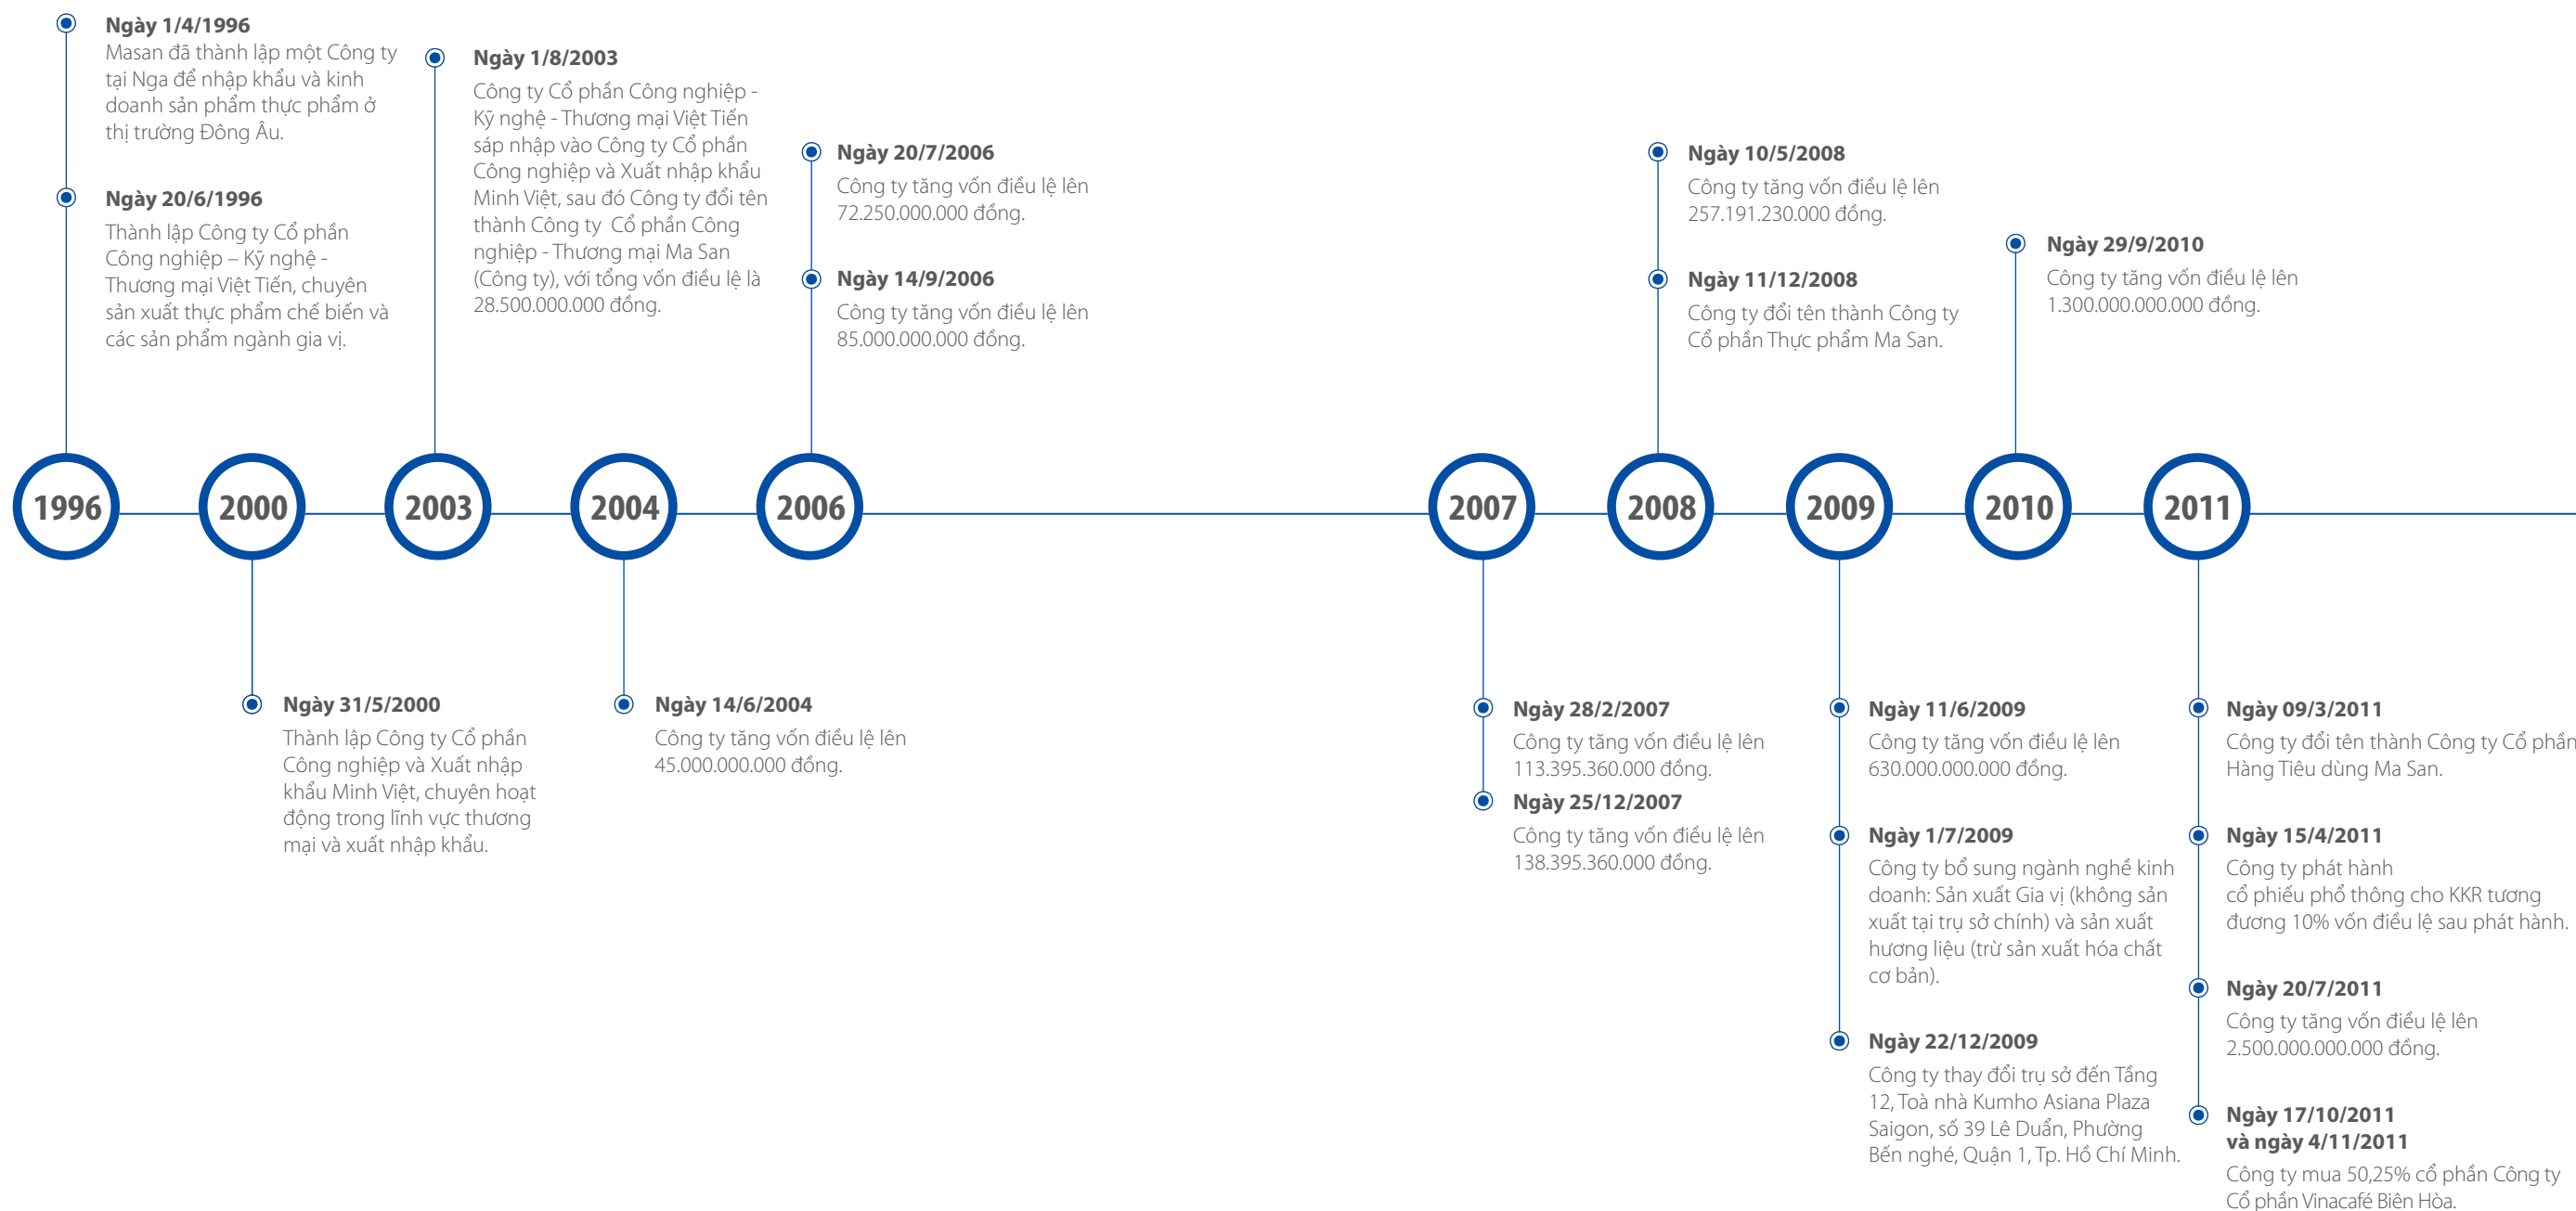 Ngày 1/4/1996
Masan đã thành lập một Công ty
tại Nga để nhập khẩu và kinh
doanh sản phẩm thực phẩm ở
thị trường Đông Âu.
Ngày 20/6/1996
Thành lập Công ty Cổ phần
Công nghiệp – Kỹ nghệ -
Thương mại Việt Tiến, chuyên
sản xuất thực phẩm chế biến và
các sản phẩm ngành gia vị.
Ngày 1/8/2003
Công ty Cổ phần Công nghiệp -
Kỹ nghệ - Thương mại Việt Tiến
sáp nhập vào Công ty Cổ phần
Công nghiệp và Xuất nhập khẩu
Minh Việt, sau đó Công ty đổi tên
thành Công ty Cổ phần Công
nghiệp - Thương mại Ma San
(Công ty), với tổng vốn điều lệ là
28.500.000.000 đồng.
Ngày 20/7/2006
Công ty tăng vốn điều lệ lên
72.250.000.000 đồng.
Ngày 14/9/2006
Công ty tăng vốn điều lệ lên
85.000.000.000 đồng.
Ngày 10/5/2008
Công ty tăng vốn điều lệ lên
257.191.230.000 đồng.
Ngày 11/12/2008
Công ty đổi tên thành Công ty
Cổ phần Thực phẩm Ma San.
Ngày 29/9/2010
Công ty tăng vốn điều lệ lên
1.300.000.000.000 đồng.
1996
2000
2003
2004
2006
2007
2008
2009
2010
2011
Ngày 31/5/2000
Thành lập Công ty Cổ phần
Công nghiệp và Xuất nhập
khẩu Minh Việt, chuyên hoạt
động trong lĩnh vực thương
mại và xuất nhập khẩu.
Ngày 14/6/2004
Công ty tăng vốn điều lệ lên
45.000.000.000 đồng.
Ngày 28/2/2007
Công ty tăng vốn điều lệ lên
113.395.360.000 đồng.
Ngày 25/12/2007
Công ty tăng vốn điều lệ lên
138.395.360.000 đồng.
Ngày 11/6/2009
Công ty tăng vốn điều lệ lên
630.000.000.000 đồng.
Ngày 1/7/2009
Công ty bổ sung ngành nghề kinh
doanh: Sản xuất Gia vị (không sản
xuất tại trụ sở chính) và sản xuất
hương liệu (trừ sản xuất hóa chất
cơ bản).
Ngày 22/12/2009
Công ty thay đổi trụ sở đến Tầng
12, Toà nhà Kumho Asiana Plaza
Saigon, số 39 Lê Duẩn, Phường
Bến nghé, Quận 1, Tp. Hồ Chí Minh.
Ngày 09/3/2011
Công ty đổi tên thành Công ty Cổ phần
Hàng Tiêu dùng Ma San.
Ngày 15/4/2011
Công ty phát hành
cổ phiếu phổ thông cho KKR tương
đương 10% vốn điều lệ sau phát hành.
Ngày 20/7/2011
Công ty tăng vốn điều lệ lên
2.500.000.000.000 đồng.
Ngày 17/10/2011
và ngày 4/11/2011
Công ty mua 50,25% cổ phần Công ty
Cổ phần Vinacafé Biên Hòa.